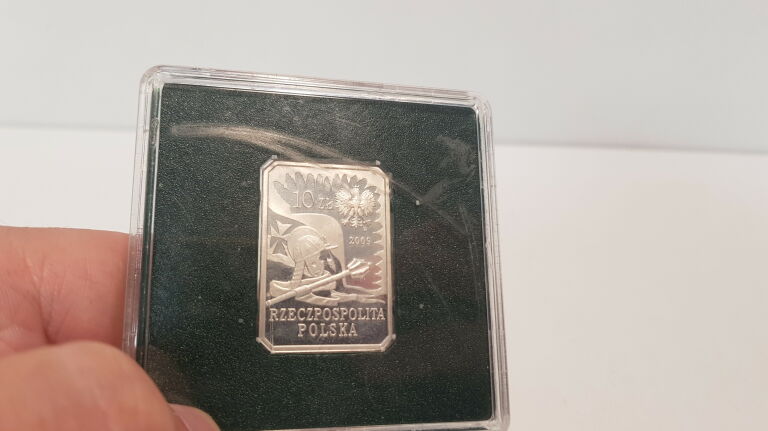 10 ZŁ
2009
RZECZPOSPOLITA
POLSKA